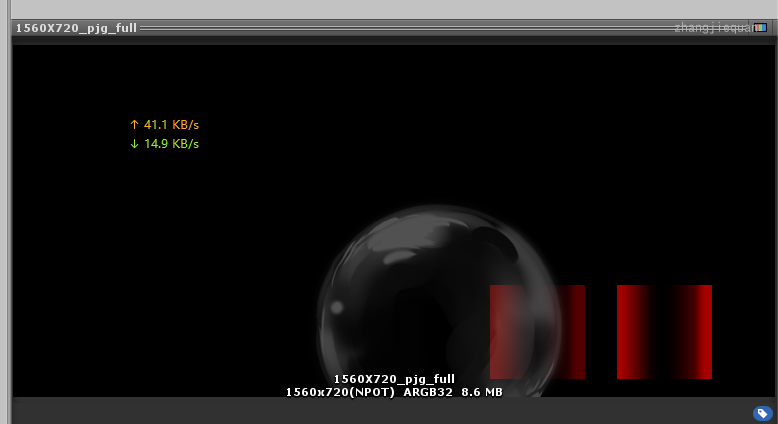 1560X720_pjg_full
zhangjiequan
↑ 41.1 KB/s
↓ 14.9 KB/s
1560X720_pjg_full
1560x720(NPOT) ARGB32 8.6 MB